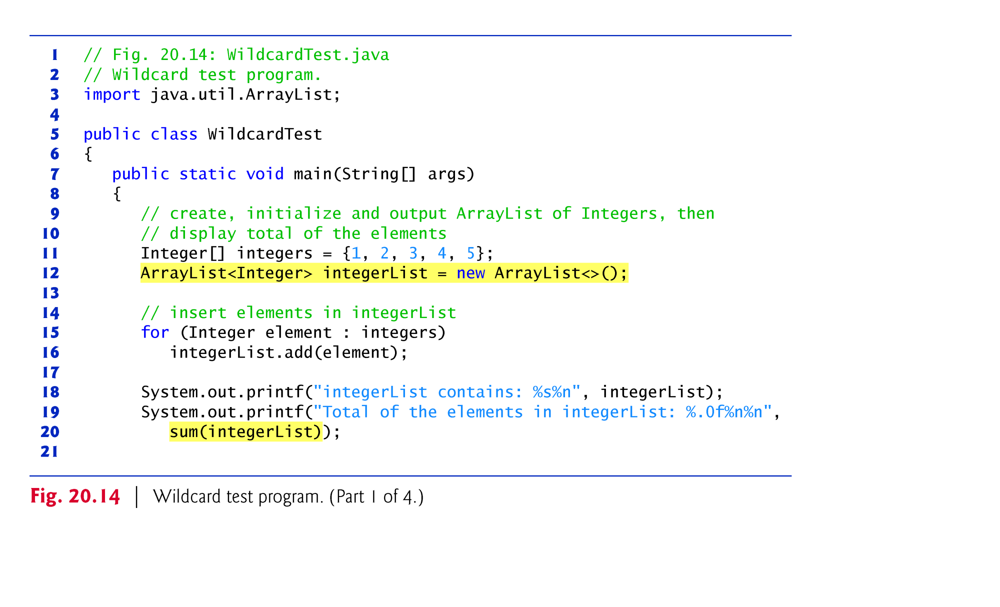 1 // Fig. 20.14: WildcardTest.java
2 // Wildcard test program.
3 import java.util.ArrayList;
4
5 public class WildcardTest
6 {
7    public static void main(String[] args)
8    {
9       // create, initialize and output ArrayList of Integers, then
10       // display total of the elements
11       Integer[] integers = {1, 2, 3, 4, 5};
12       ArrayList<Integer> integerList = new ArrayList<>();
13
14       // insert elements in integerList
15       for (Integer element : integers)
16          integerList.add(element);
17
18       System.out.printf("integerList contains: %s%n", integerList);
19       System.out.printf("Total of the elements in integerList: %.0f%n%n",
20          sum(integerList));
21
Fig. 20.14 | Wildcard test program. (Part 1 of 4.)